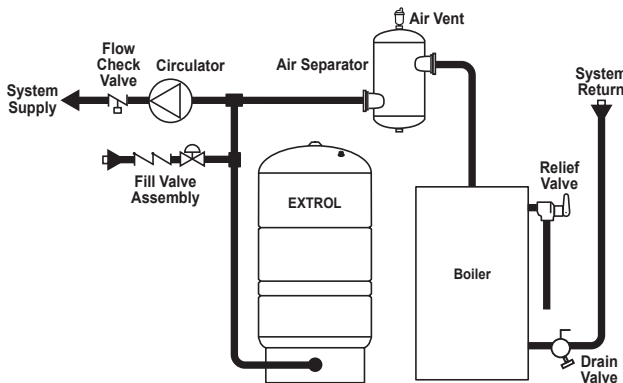 Air Vent
Flow
Check
Valve
Circulator
Air Separator
System
Supply
System
Return
Fill Valve
Assembly
EXTROL
Relief
Valve
Boiler
Drain
Valve